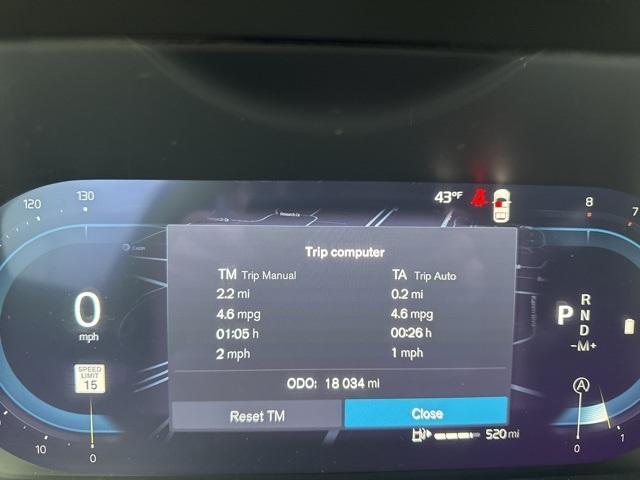 120
130
43°F
8
7
Research Ce
Trip computer
TM Trip Manual
TA Trip Auto
2.2 mi
0.2 mi
4.6 mpg
4.6 mpg
01:05 h
00:26 h
2 mph
1 mph
ODO: 18 034 mi
Reset TM
Close
0
mph
SPEED
LIMIT
15
P
R
N
D
-M+
A
520 mi
10
0
0
1